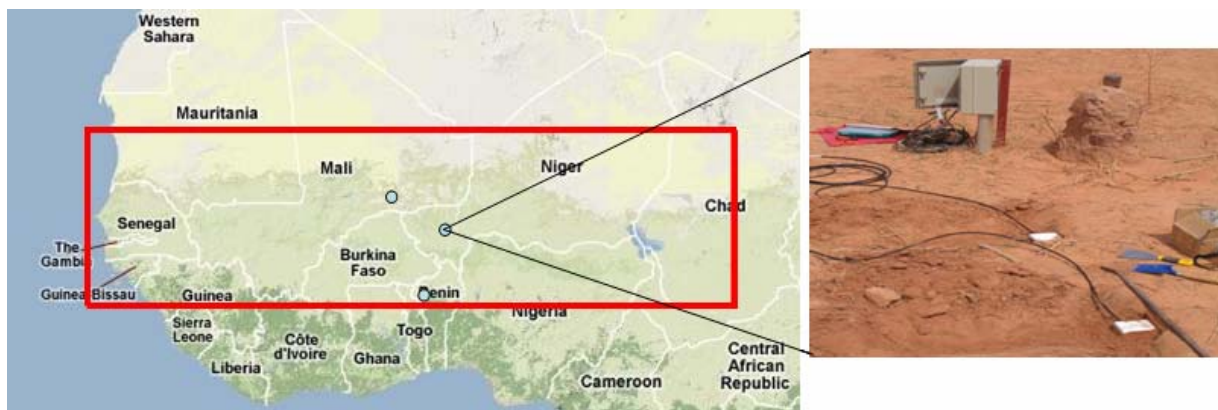 Western
Sahara
Mauritania
Mali
Niger
Chad
Senegal
The
Gambia
Burkina
Faso
Guinea Bissau
Guinea
Benin
Nigeria
Sierra
Leone
Côte
d'Ivoire
Togo
Ghana
Liberia
Central
African
Republic
Cameroon